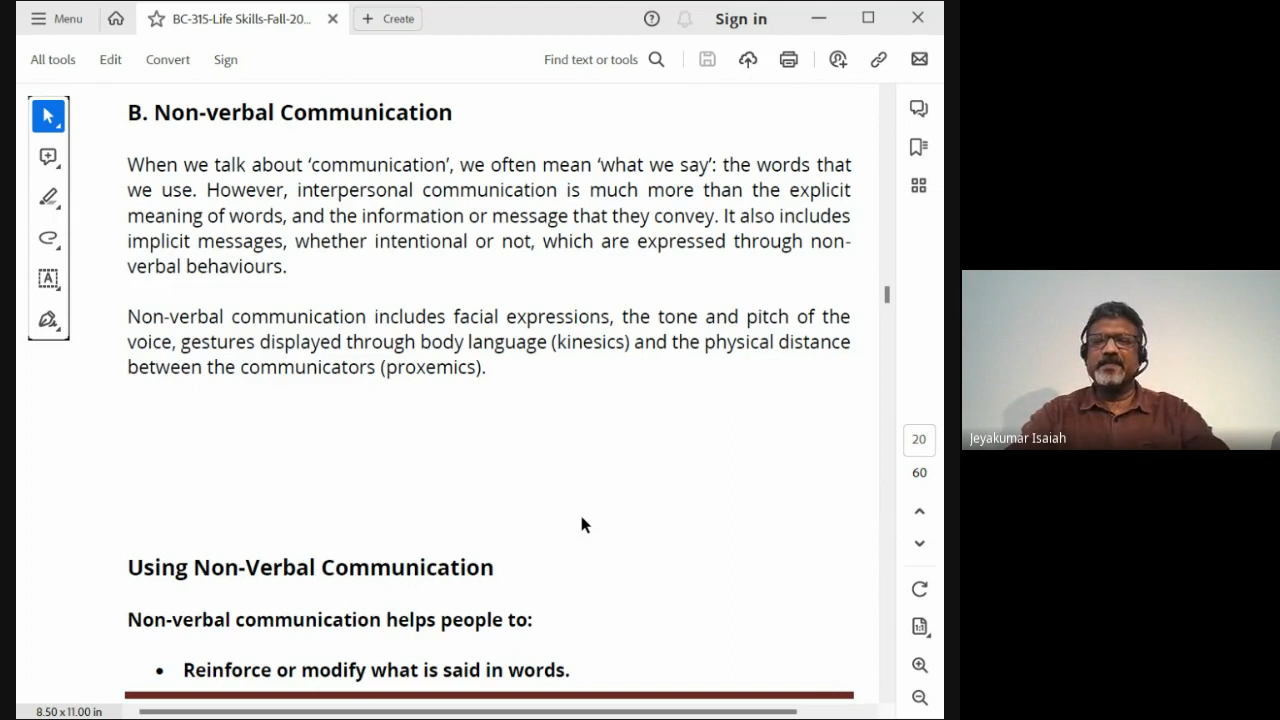 Menu
BC-315-Life Skills-Fall-20...
Create
Sign in
All tools
Edit
Convert
Sign
Find text or tools
B. Non-verbal Communication
When we talk about ‘communication’, we often mean ‘what we say’: the words that
we use. However, interpersonal communication is much more than the explicit
meaning of words, and the information or message that they convey. It also includes
implicit messages, whether intentional or not, which are expressed through non-
verbal behaviours.
Non-verbal communication includes facial expressions, the tone and pitch of the
voice, gestures displayed through body language (kinesics) and the physical distance
between the communicators (proxemics).
Using Non-Verbal Communication
Non-verbal communication helps people to:
• Reinforce or modify what is said in words.
20
60
1:1
8.50 x 11.00 in
Jeyakumar Isaiah